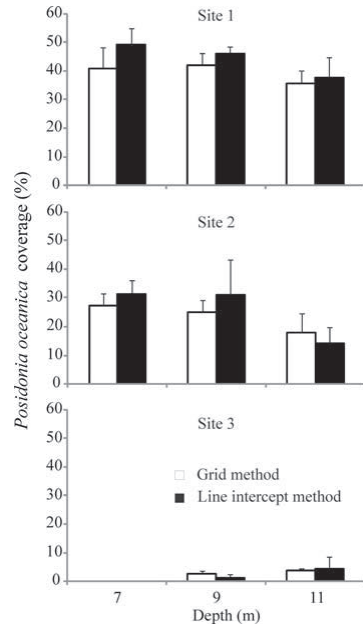 Posidonia oceanica coverage (%)
Site 1
60
50
40
30
20
10
0
Site 2
60
50
40
30
20
10
0
Site 3
60
50
40
30
20
10
0
Grid method
Line intercept method
7 9 11
Depth (m)